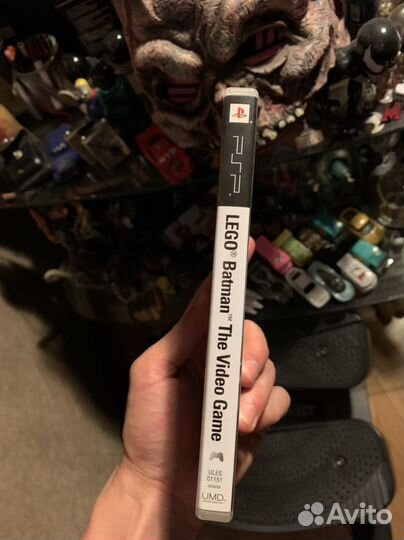 PSP
LEGO® Batman™ The Video Game
ULES
01151
UMD
Avito